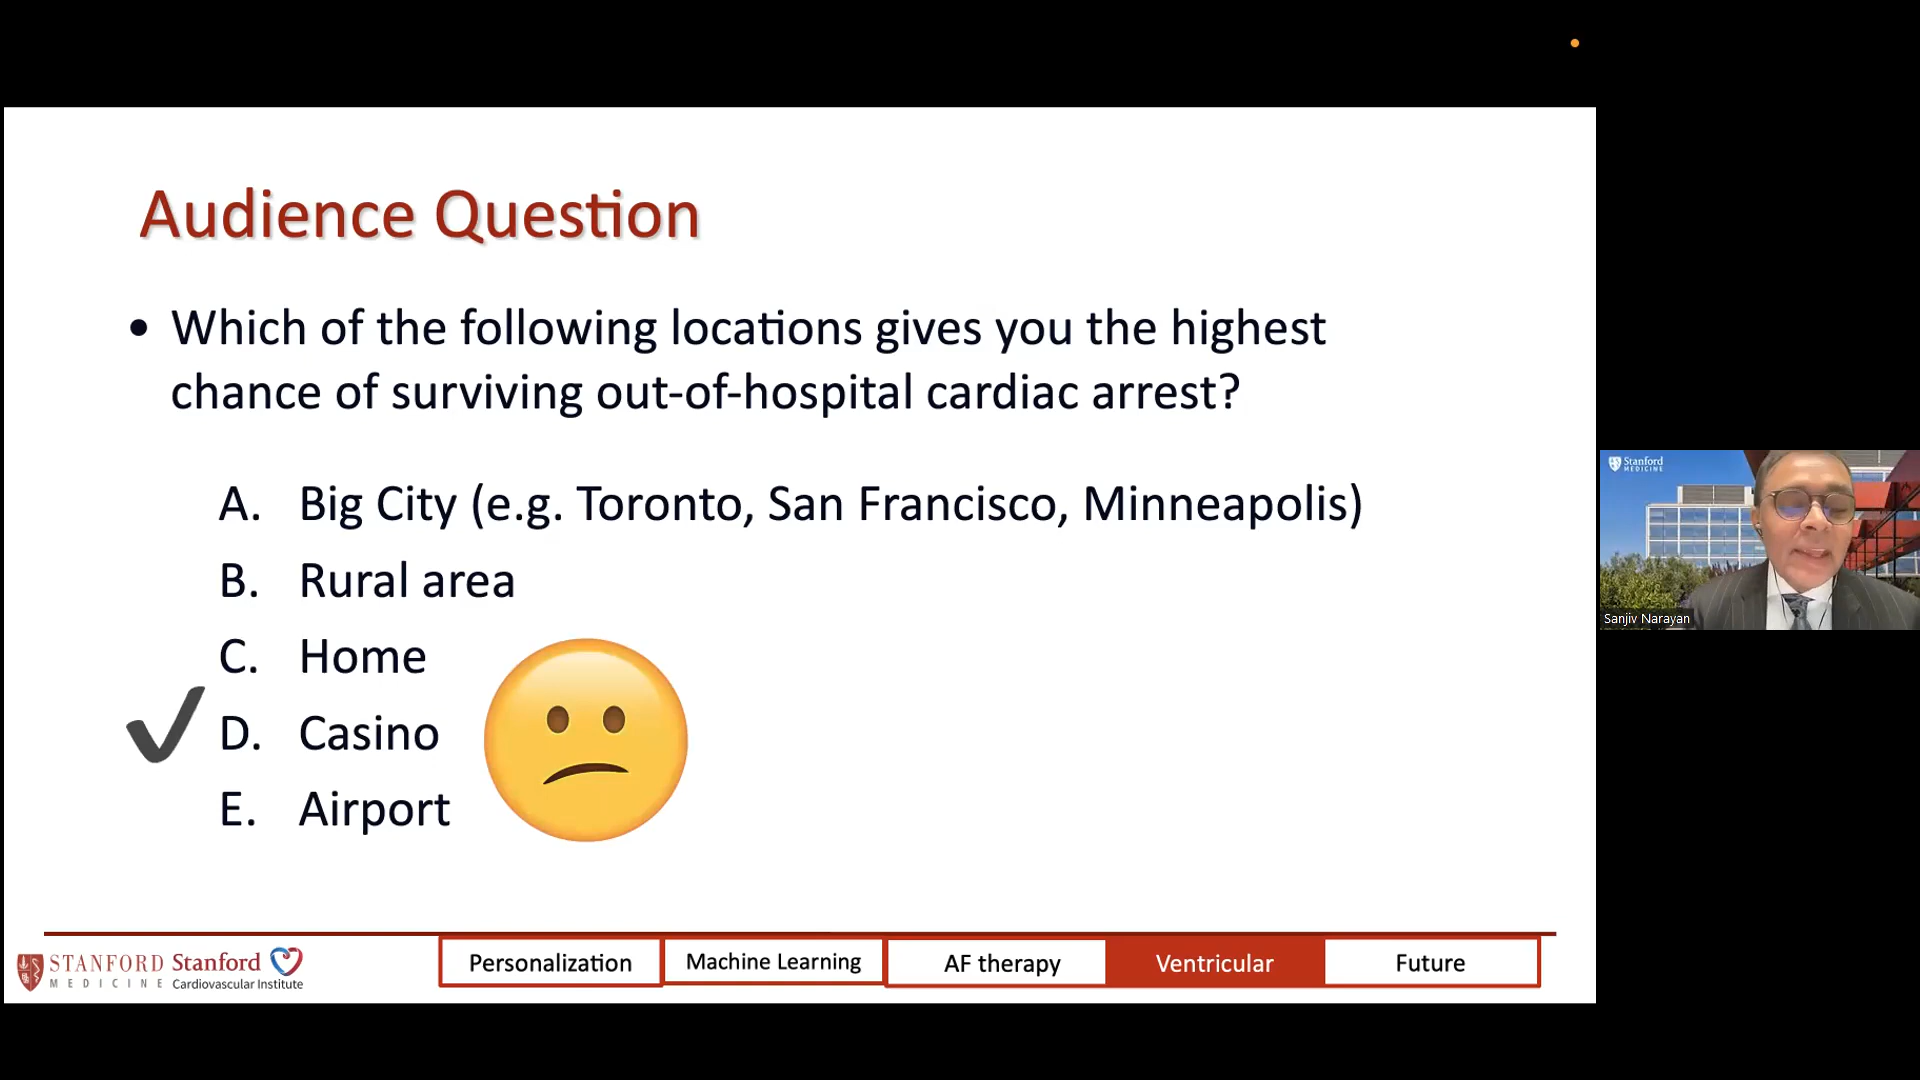 Audience Question
• Which of the following locations gives you the highest
chance of surviving out-of-hospital cardiac arrest?
A. Big City (e.g. Toronto, San Francisco, Minneapolis)
B. Rural area
C. Home
D. Casino
E. Airport
Stanford
MEDICINE
Sanjiv Narayan
STANFORD
MEDICINE
Stanford
Cardiovascular Institute
Personalization
Machine Learning
AF therapy
Ventricular
Future